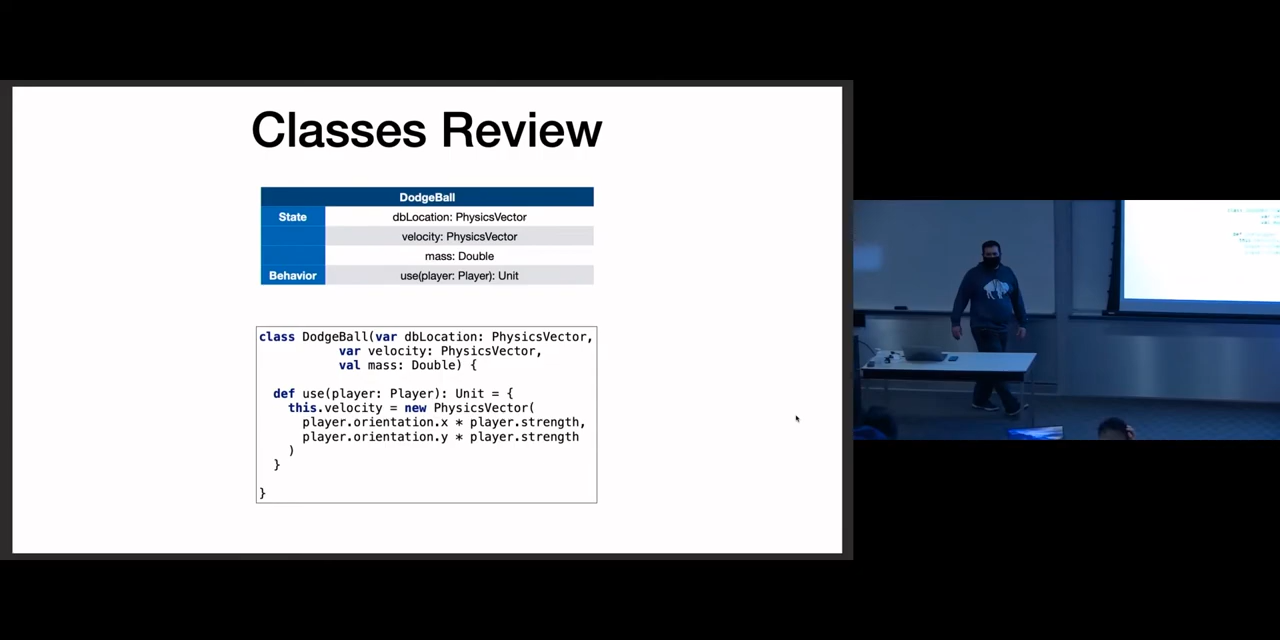 Classes Review
DodgeBall
State
dbLocation: PhysicsVector
velocity: PhysicsVector
mass: Double
Behavior
use(player: Player): Unit
class DodgeBall(var dbLocation: PhysicsVector,
var velocity: PhysicsVector,
val mass: Double) {
def use(player: Player): Unit = {
this.velocity = new PhysicsVector(
player.orientation.x * player.strength,
player.orientation.y * player.strength
)
}
}